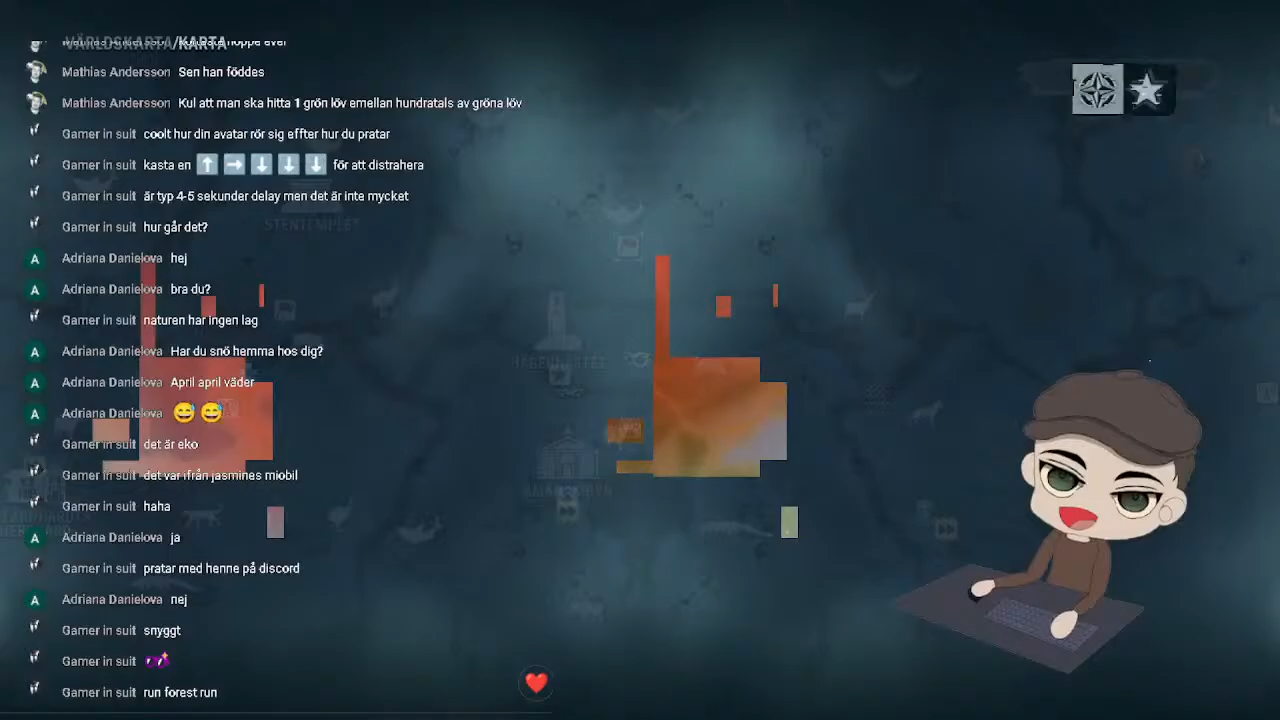 VÄRLDSKARTA/KARTA
Mathias Andersson Sen han föddes
Mathias Andersson Kul att man ska hitta 1 grön löv emellan hundratals av gröna löv
Gamer in suit coolt hur din avatar rör sig effter hur du pratar
Gamer in suit kasta en ⬆️ ➡️ ⬇️ ⬇️ ⬇️ för att distrahera
Gamer in suit är typ 4-5 sekunder delay men det är inte mycket
STENTEMPLET
Gamer in suit hur går det?
A Adriana Danielova hej
A Adriana Danielova bra du?
Gamer in suit naturen har ingen lag
A Adriana Danielova Har du snö hemma hos dig?
A Adriana Danielova April april väder
A Adriana Danielova 😅 😅
Gamer in suit det är eko
Gamer in suit det var ifrån jasmines miobil
Gamer in suit haha
A Adriana Danielova ja
Gamer in suit pratar med henne på discord
A Adriana Danielova nej
Gamer in suit snyggt
Gamer in suit
Gamer in suit run forest run